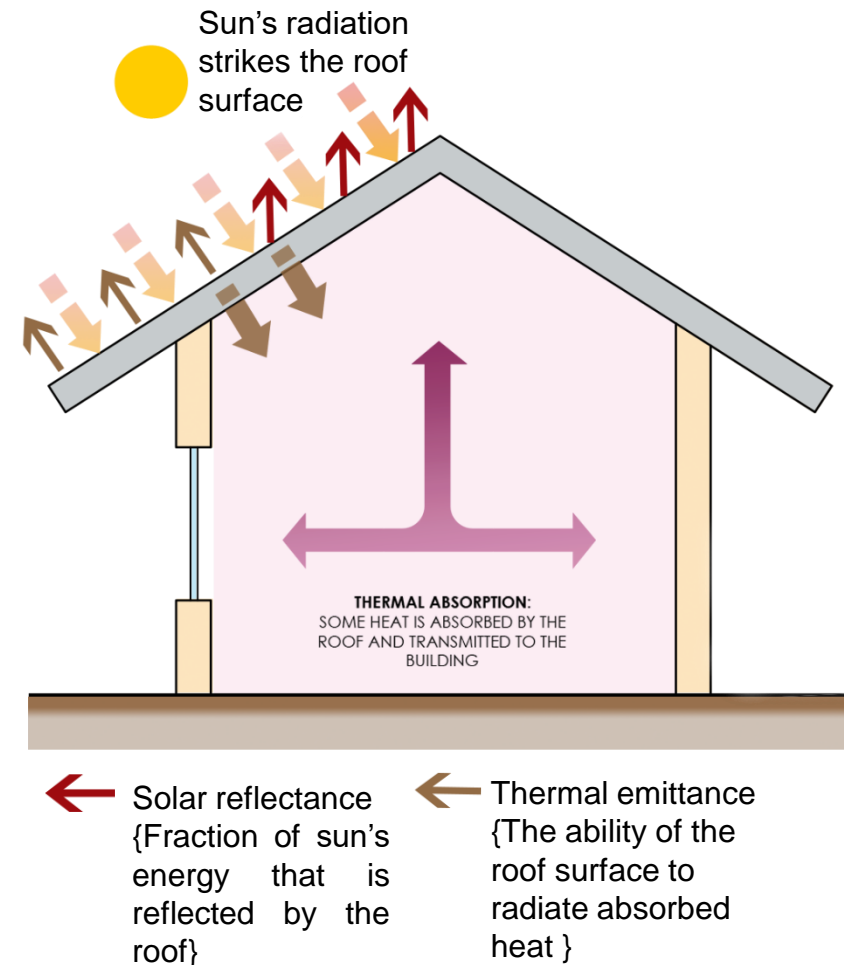 Sun’s radiation
strikes the roof
surface
THERMAL ABSORPTION:
SOME HEAT IS ABSORBED BY THE
ROOF AND TRANSMITTED TO THE
BUILDING
Solar reflectance
{Fraction of sun’s
energy that is
reflected by the
roof}
Thermal emittance
{The ability of the
roof surface to
radiate absorbed
heat }